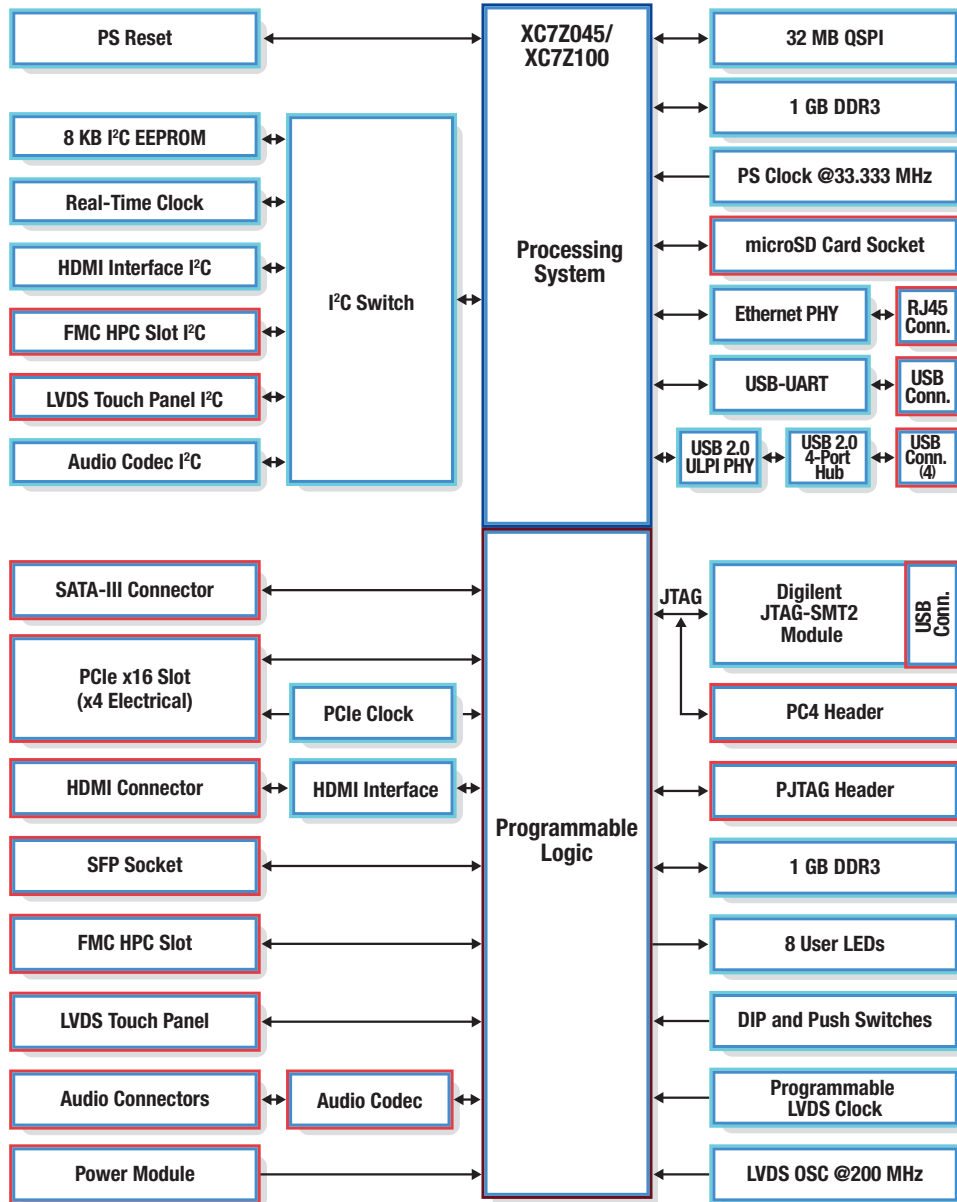 PS Reset
XC7Z045/
XC7Z100
32 MB QSPI
1 GB DDR3
8 KB I²C EEPROM
PS Clock @33.333 MHz
Real-Time Clock
microSD Card Socket
HDMI Interface I²C
Processing
System
I²C Switch
FMC HPC Slot I²C
Ethernet PHY
RJ45
Conn.
LVDS Touch Panel I²C
USB-UART
USB
Conn.
Audio Codec I²C
USB 2.0
ULPI PHY
USB 2.0
4-Port
Hub
USB
Conn.
(4)
SATA-III Connector
JTAG
Digilent
JTAG-SMT2
Module
USB
Conn.
PCIe x16 Slot
(x4 Electrical)
PCIe Clock
PC4 Header
HDMI Connector
HDMI Interface
PJTAG Header
Programmable
Logic
SFP Socket
1 GB DDR3
FMC HPC Slot
8 User LEDs
LVDS Touch Panel
DIP and Push Switches
Audio Connectors
Audio Codec
Programmable
LVDS Clock
Power Module
LVDS OSC @200 MHz